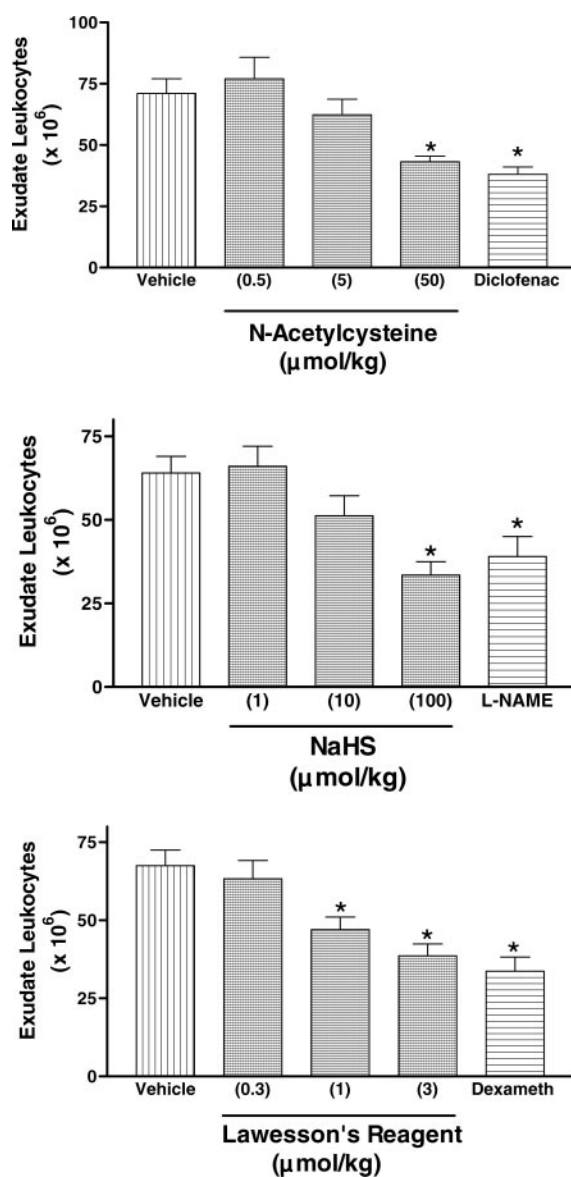 100
75
50
25
0
Exudate Leukocytes
(x 10⁶)
* *
Vehicle (0.5) (5) (50) Diclofenac
N-Acetylcysteine
(μmol/kg)
75
50
25
0
Exudate Leukocytes
(x 10⁶)
* *
Vehicle (1) (10) (100) L-NAME
NaHS
(μmol/kg)
75
50
25
0
Exudate Leukocytes
(x 10⁶)
* * *
Vehicle (0.3) (1) (3) Dexameth
Lawesson's Reagent
(μmol/kg)